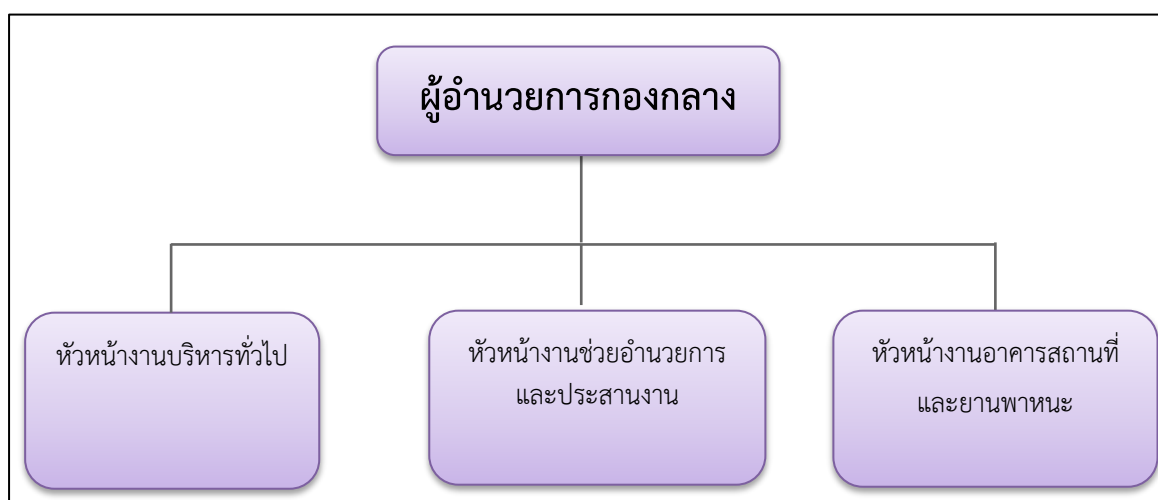 ผู้อำนวยการกองกลาง
หัวหน้างานบริหารทั่วไป
หัวหน้างานช่วยอำนวยการ
และประสานงาน
หัวหน้างานอาคารสถานที่
และยานพาหนะ